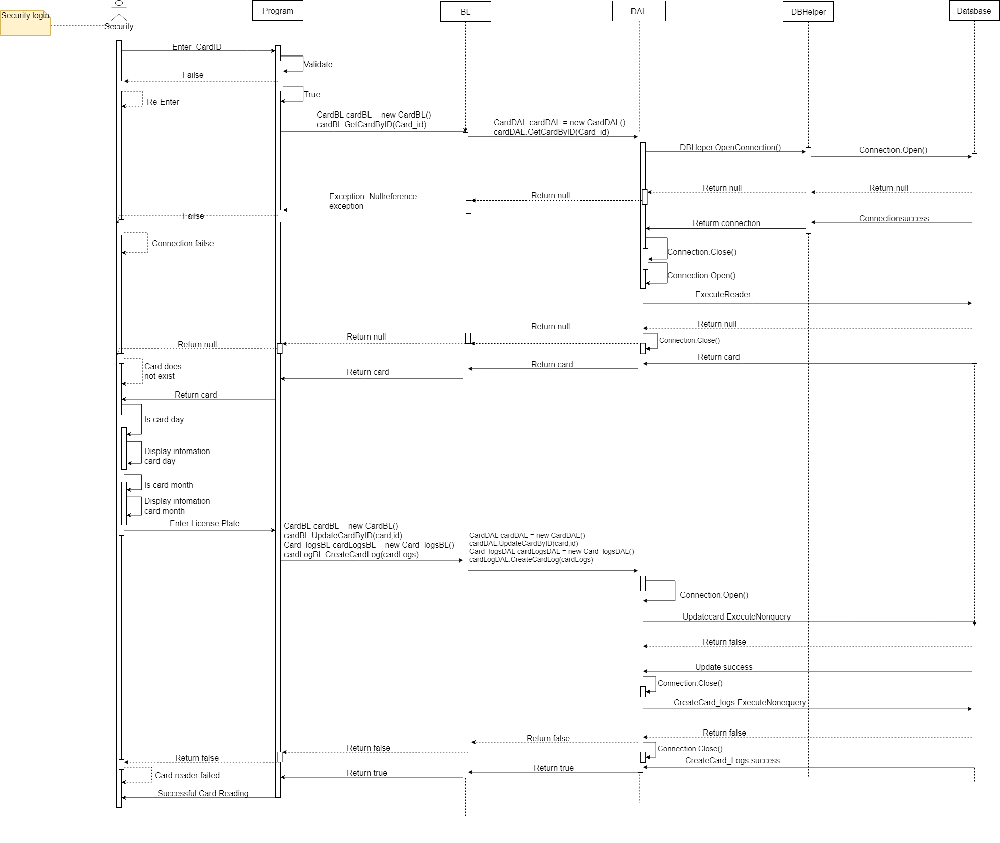 Security login
Security
Program
BL
DAL
DBHelper
Database
Enter CardID
Validate
Failse
True
Re-Enter
CardBL cardBL = new CardBL()
cardBL.GetCardByID(Card_id)
CardDAL cardDAL = new CardDAL()
cardDAL.GetCardByID(Card_id)
DBHeper.OpenConnection()
Connection.Open()
Return null
Return null
Return null
Exception: Nullreference
exception
Failse
Connectionsuccess
Returm connection
Connection failse
Connection.Close()
Connection.Open()
ExecuteReader
Return null
Return null
Return null
Return null
Connection.Close()
Card does
not exist
Return card
Return card
Return card
Return card
Is card day
Display infomation
card day
Is card month
Display infomation
card month
Enter License Plate
CardBL cardBL = new CardBL()
cardBL.UpdateCardByID(card,id)
Card_logsBL cardLogsBL = new Card_logsBL()
cardLogBL.CreateCardLog(cardLogs)
CardDAL cardDAL = new CardDAL()
cardDAL.UpdateCardByID(card,id)
Card_logsDAL cardLogsDAL = new Card_logsDAL()
cardLogDAL.CreateCardLog(cardLogs)
Connection.Open()
Updatecard ExecuteNonquery
Return false
Update success
Connection.Close()
CreateCard_logs ExecuteNonequery
Return false
Return false
Return false
Return false
Connection.Close()
CreateCard_Logs success
Card reader failed
Return true
Return true
Successful Card Reading